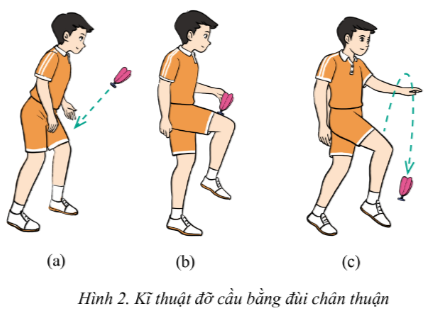 (a) (b) (c)
Hình 2. Kĩ thuật đỡ cầu bằng đùi chân thuận